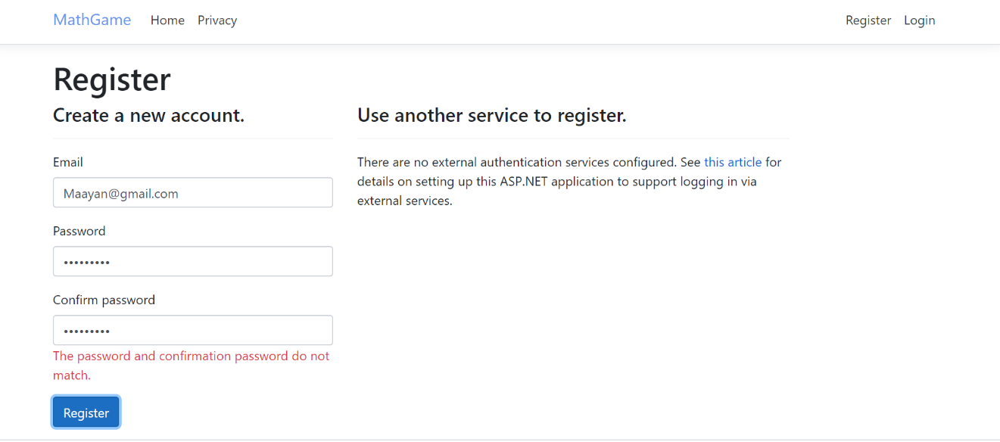 MathGame Home Privacy Register Login
Register
Create a new account.
Use another service to register.
Email
Maayan@gmail.com
Password
•••••••••
Confirm password
•••••••••
The password and confirmation password do not
match.
Register
There are no external authentication services configured. See this article for
details on setting up this ASP.NET application to support logging in via
external services.